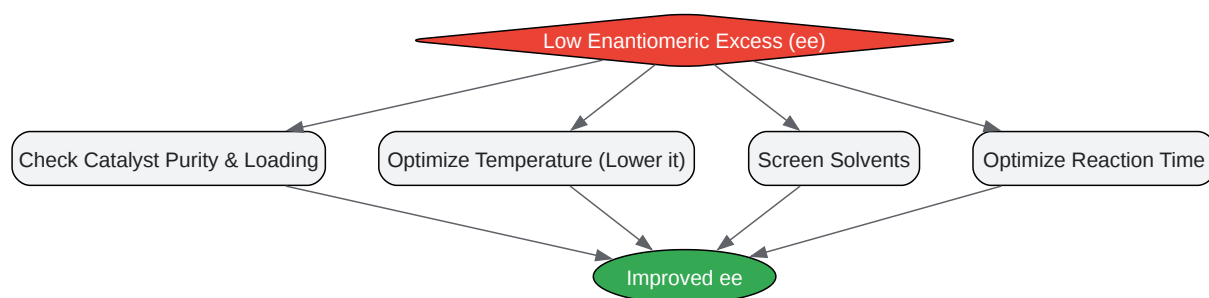 Low Enantiomeric Excess (ee)
Check Catalyst Purity & Loading
Optimize Temperature (Lower it)
Screen Solvents
Optimize Reaction Time
Improved ee